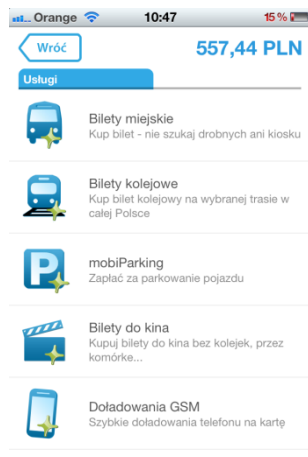 Orange 10:47 15 %
Wróć 557,44 PLN
Usługi
Bilety miejskie
Kup bilet - nie szukaj drobnych ani kiosku
Bilety kolejowe
Kup bilet kolejowy na wybranej trasie w
całej Polsce
P mobiParking
Zapłać za parkowanie pojazdu
Bilety do kina
Kupuj bilety do kina bez kolejek, przez
komórke...
Doładowania GSM
Szybkie doładowania telefonu na kartę